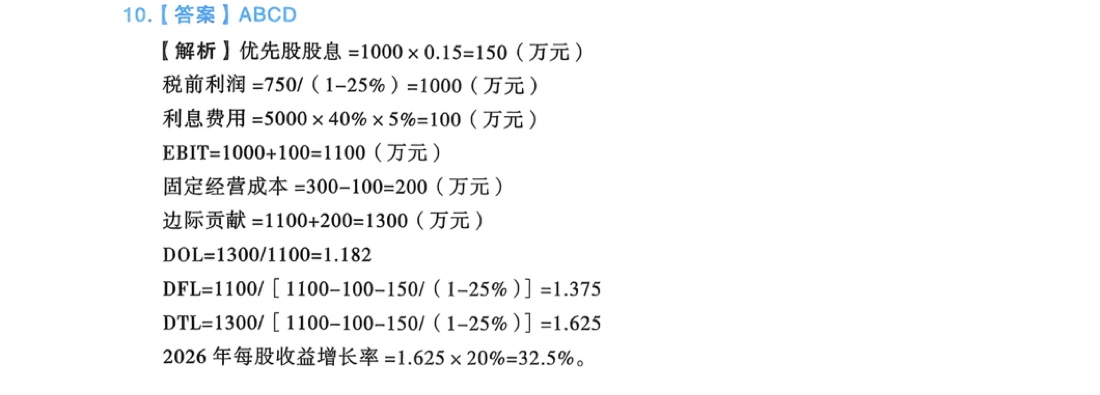 10.【答案】ABCD
【解析】优先股股息 =1000×0.15=150（万元）
税前利润 =750/（1-25%）=1000（万元）
利息费用 =5000×40%×5%=100（万元）
EBIT=1000+100=1100（万元）
固定经营成本 =300-100=200（万元）
边际贡献 =1100+200=1300（万元）
DOL=1300/1100=1.182
DFL=1100/［1100-100-150/（1-25%）］=1.375
DTL=1300/［1100-100-150/（1-25%）］=1.625
2026 年每股收益增长率 =1.625×20%=32.5%。